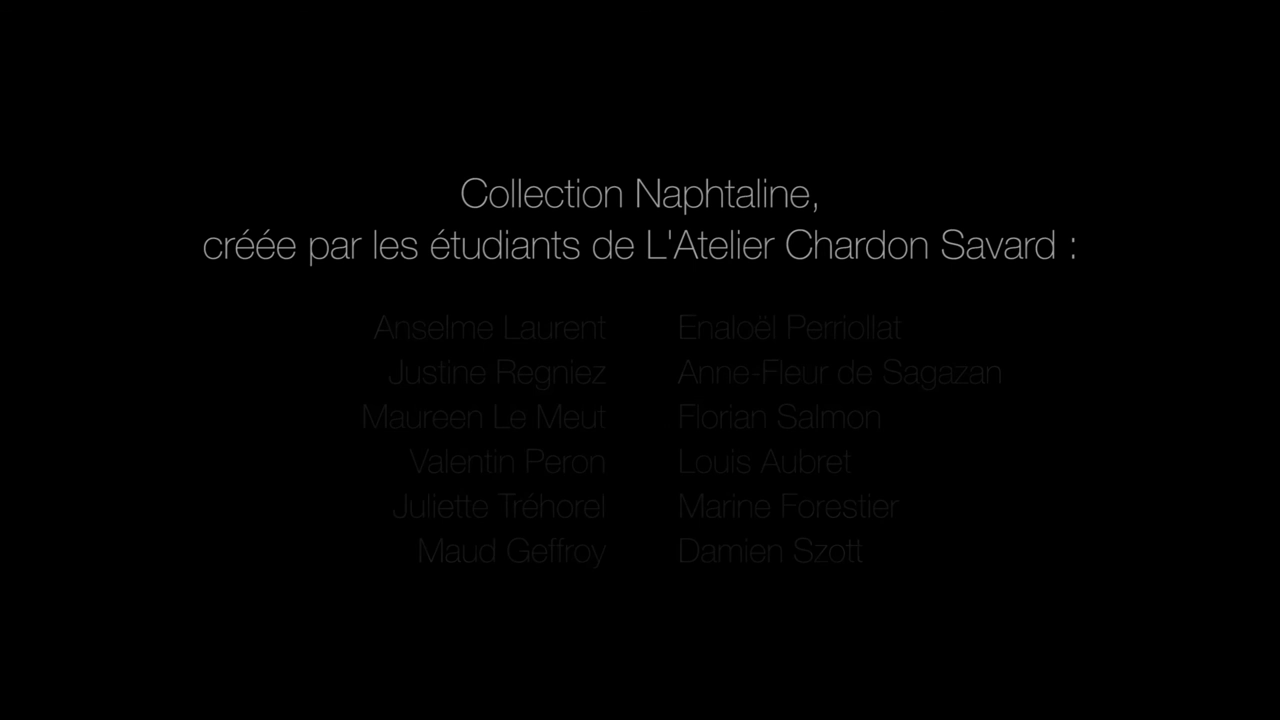 Collection Naphtaline,
créée par les étudiants de L'Atelier Chardon Savard :
Anselme Laurent
Justine Regniez
Maureen Le Meut
Valentin Peron
Juliette Tréhorel
Maud Geffroy
Enaloël Perriollat
Anne-Fleur de Sagazan
Florian Salmon
Louis Aubret
Marine Forestier
Damien Szott